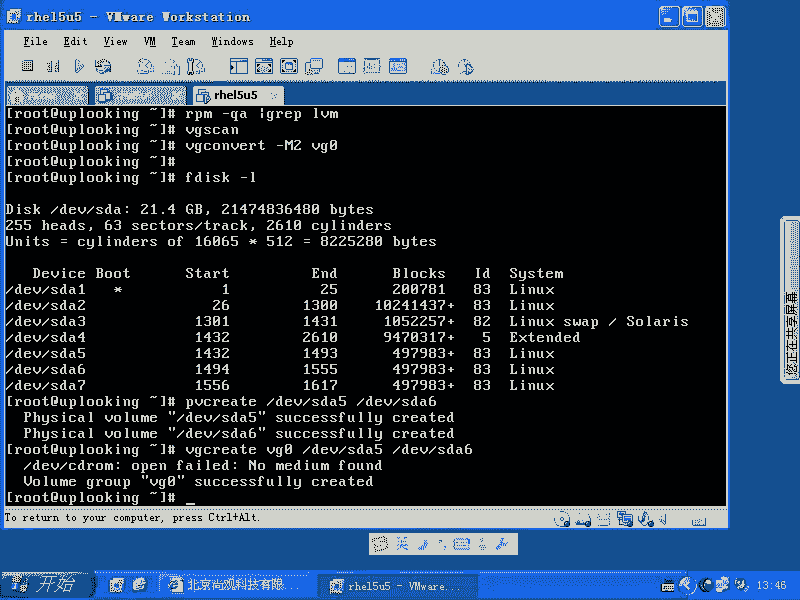 rhel5u5 - VMware Workstation
File Edit View VM Team Windows Help
rhel5u5
[root@uplooking ~]# rpm -qa |grep lvm
[root@uplooking ~]# vgscan
[root@uplooking ~]# vgconvert -M2 vg0
[root@uplooking ~]#
[root@uplooking ~]# fdisk -l
Disk /dev/sda: 21.4 GB, 21474836480 bytes
255 heads, 63 sectors/track, 2610 cylinders
Units = cylinders of 16065 * 512 = 8225280 bytes
Device Boot Start End Blocks Id System
/dev/sda1 * 1 25 200781 83 Linux
/dev/sda2 26 1300 10241437+ 83 Linux
/dev/sda3 1301 1431 1052257+ 82 Linux swap / Solaris
/dev/sda4 1432 2610 9470317+ 5 Extended
/dev/sda5 1432 1493 497983+ 83 Linux
/dev/sda6 1494 1555 497983+ 83 Linux
/dev/sda7 1556 1617 497983+ 83 Linux
[root@uplooking ~]# pvcreate /dev/sda5 /dev/sda6
Physical volume "/dev/sda5" successfully created
Physical volume "/dev/sda6" successfully created
[root@uplooking ~]# vgcreate vg0 /dev/sda5 /dev/sda6
/dev/cdrom: open failed: No medium found
Volume group "vg0" successfully created
[root@uplooking ~]# _
To return to your computer, press Ctrl+Alt.
您正在共享屏幕
英
开始
北京尚观科技有限...
rhel5u5 - VMware...
13:46